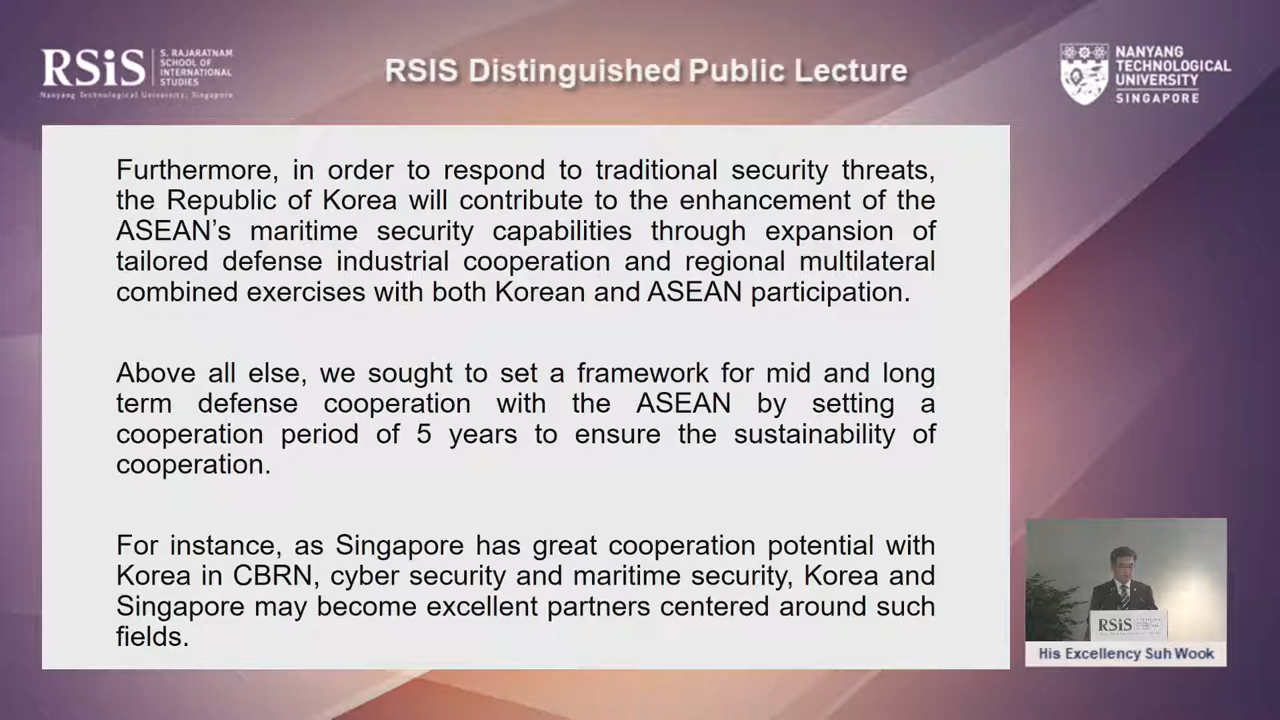 RSiS
S. RAJARATNAM
SCHOOL OF
INTERNATIONAL
STUDIES
Nanyang Technological University, Singapore
RSIS Distinguished Public Lecture
NANYANG
TECHNOLOGICAL
UNIVERSITY
SINGAPORE
Furthermore, in order to respond to traditional security threats,
the Republic of Korea will contribute to the enhancement of the
ASEAN’s maritime security capabilities through expansion of
tailored defense industrial cooperation and regional multilateral
combined exercises with both Korean and ASEAN participation.
Above all else, we sought to set a framework for mid and long
term defense cooperation with the ASEAN by setting a
cooperation period of 5 years to ensure the sustainability of
cooperation.
For instance, as Singapore has great cooperation potential with
Korea in CBRN, cyber security and maritime security, Korea and
Singapore may become excellent partners centered around such
fields.
RSiS
His Excellency Suh Wook